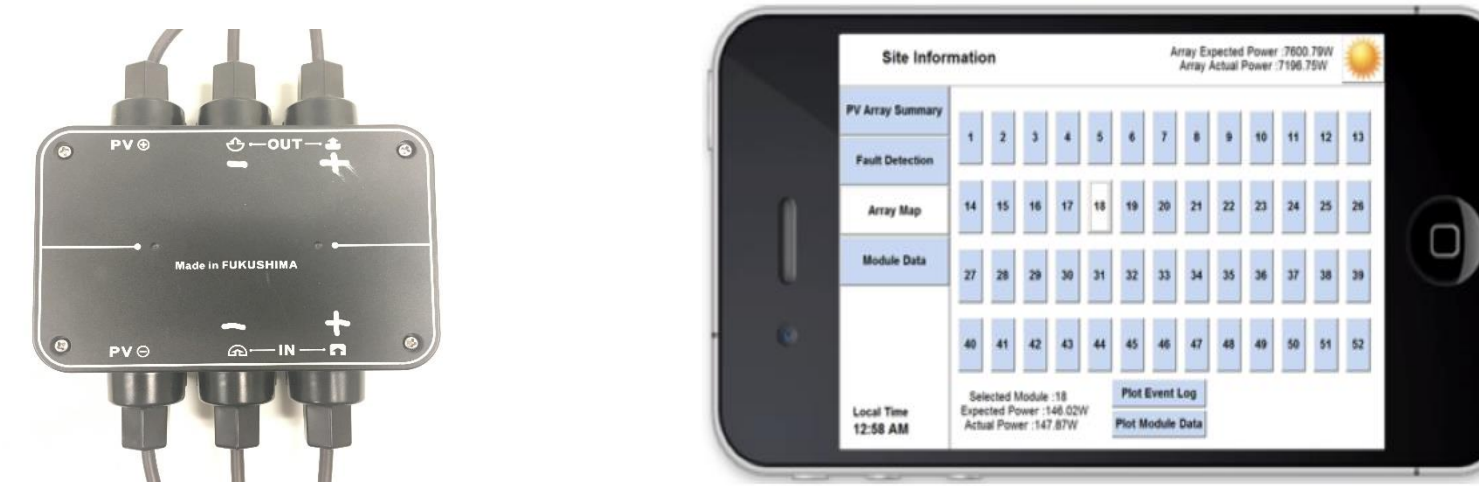 PV⊕
←OUT→
− +
Made in FUKUSHIMA
− +
PV⊖
IN
Site Information
Array Expected Power :7600.79W
Array Actual Power :7196.75W
PV Array Summary
Fault Detection
Array Map
Module Data
1 2 3 4 5 6 7 8 9 10 11 12 13
14 15 16 17 18 19 20 21 22 23 24 25 26
27 28 29 30 31 32 33 34 35 36 37 38 39
40 41 42 43 44 45 46 47 48 49 50 51 52
Selected Module :18
Expected Power :146.02W
Actual Power :147.87W
Plot Event Log
Plot Module Data
Local Time
12:58 AM